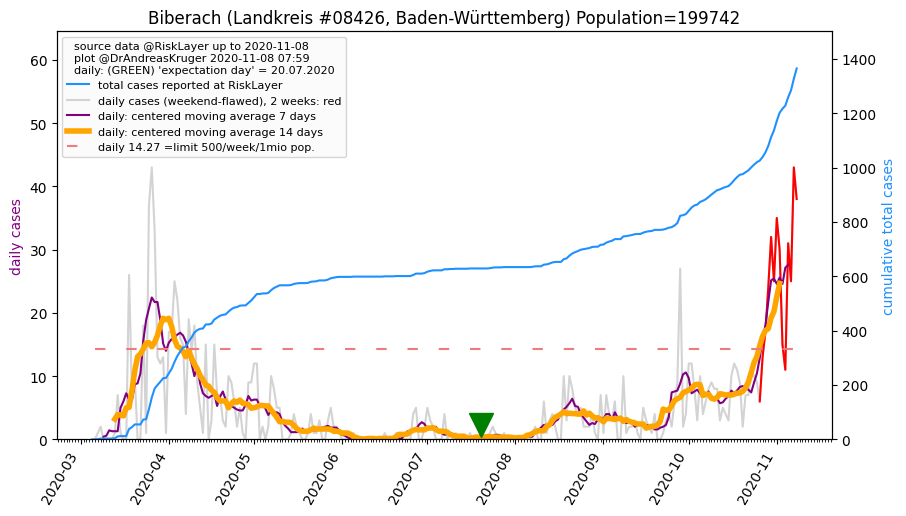 Biberach (Landkreis #08426, Baden-Württemberg) Population=199742
source data @RiskLayer up to 2020-11-08
plot @DrAndreasKruger 2020-11-08 07:59
daily: (GREEN) 'expectation day' = 20.07.2020
total cases reported at RiskLayer
daily cases (weekend-flawed), 2 weeks: red
daily: centered moving average 7 days
daily: centered moving average 14 days
daily 14.27 =limit 500/week/1mio pop.
daily cases
60
50
40
30
20
10
0
cumulative total cases
1400
1200
1000
800
600
400
200
0
2020-03
2020-04
2020-05
2020-06
2020-07
2020-08
2020-09
2020-10
2020-11